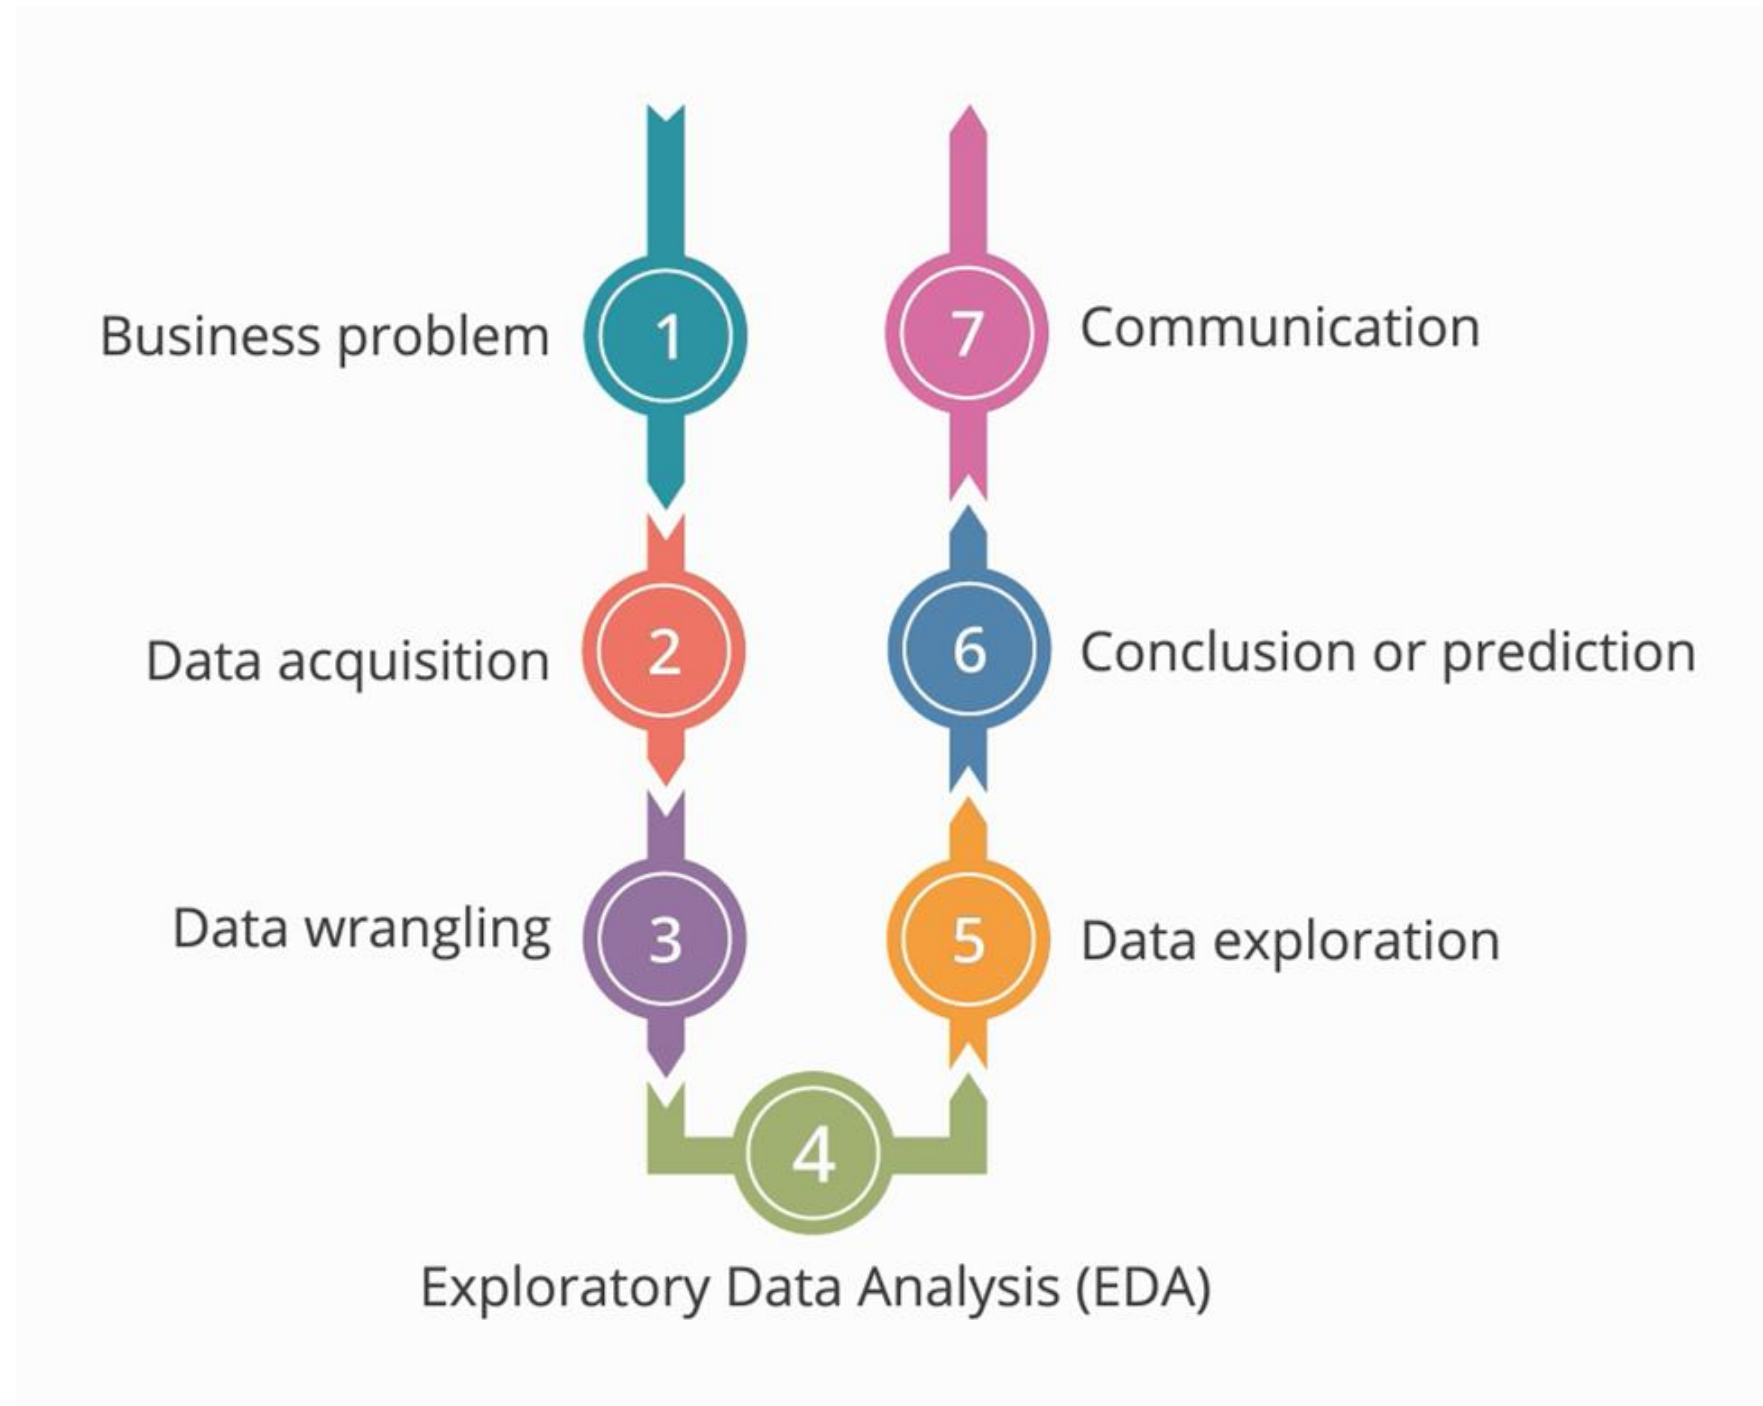 Business problem
1
Data acquisition
2
Data wrangling
3
4
Exploratory Data Analysis (EDA)
5
Data exploration
6
Conclusion or prediction
7
Communication